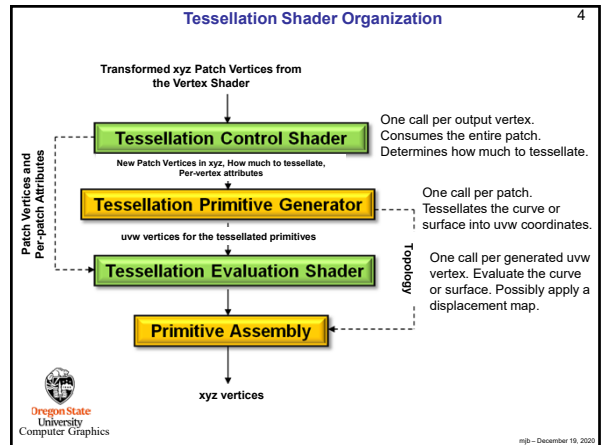 Tessellation Shader Organization
4
Transformed xyz Patch Vertices from
the Vertex Shader
Tessellation Control Shader
One call per output vertex.
Consumes the entire patch.
Determines how much to tessellate.
New Patch Vertices in xyz, How much to tessellate,
Per-vertex attributes
Patch Vertices and
Per-patch Attributes
Tessellation Primitive Generator
One call per patch.
Tessellates the curve or
surface into uvw coordinates.
uvw vertices for the tessellated primitives
Topology
Tessellation Evaluation Shader
One call per generated uvw
vertex. Evaluate the curve
or surface. Possibly apply a
displacement map.
Primitive Assembly
xyz vertices
Oregon State
University
Computer Graphics
mjb – December 19, 2020